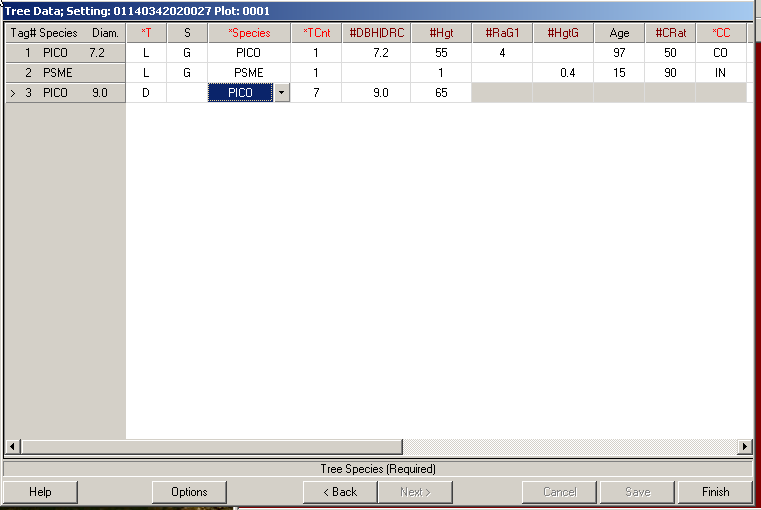 Tree Data; Setting: 01140342020027 Plot: 0001
Tag# Species Diam. *T S *Species *TCnt #DBH|DRC #Hgt #RaG1 #HgtG Age #CRat *CC
1 PICO 7.2 L G PICO 1 7.2 55 4 97 50 CO
2 PSME L G PSME 1 1 0.4 15 90 IN
> 3 PICO 9.0 D PICO 7 9.0 65
Tree Species (Required)
Help Options < Back Next > Cancel Save Finish